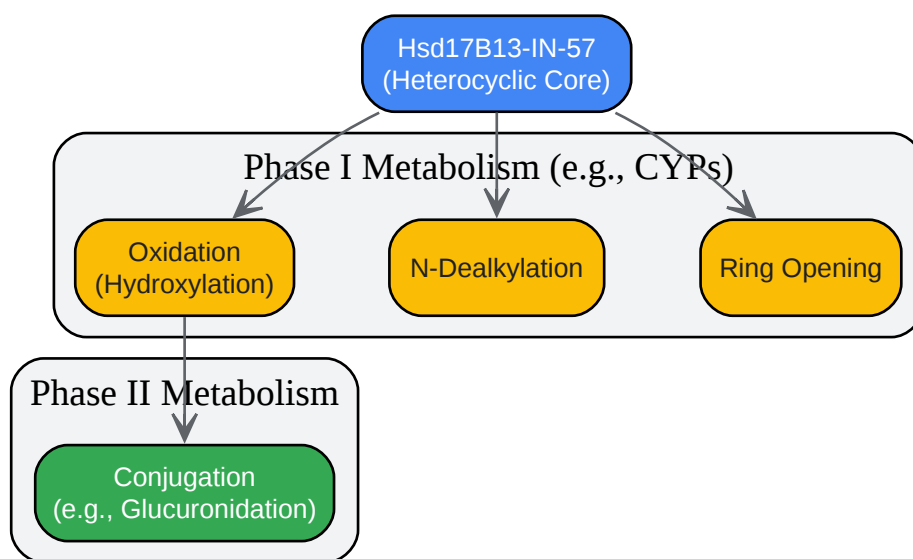 Hsd17B13-IN-57
(Heterocyclic Core)
Phase I Metabolism (e.g., CYPs)
Oxidation
(Hydroxylation)
N-Dealkylation
Ring Opening
Phase II Metabolism
Conjugation
(e.g., Glucuronidation)